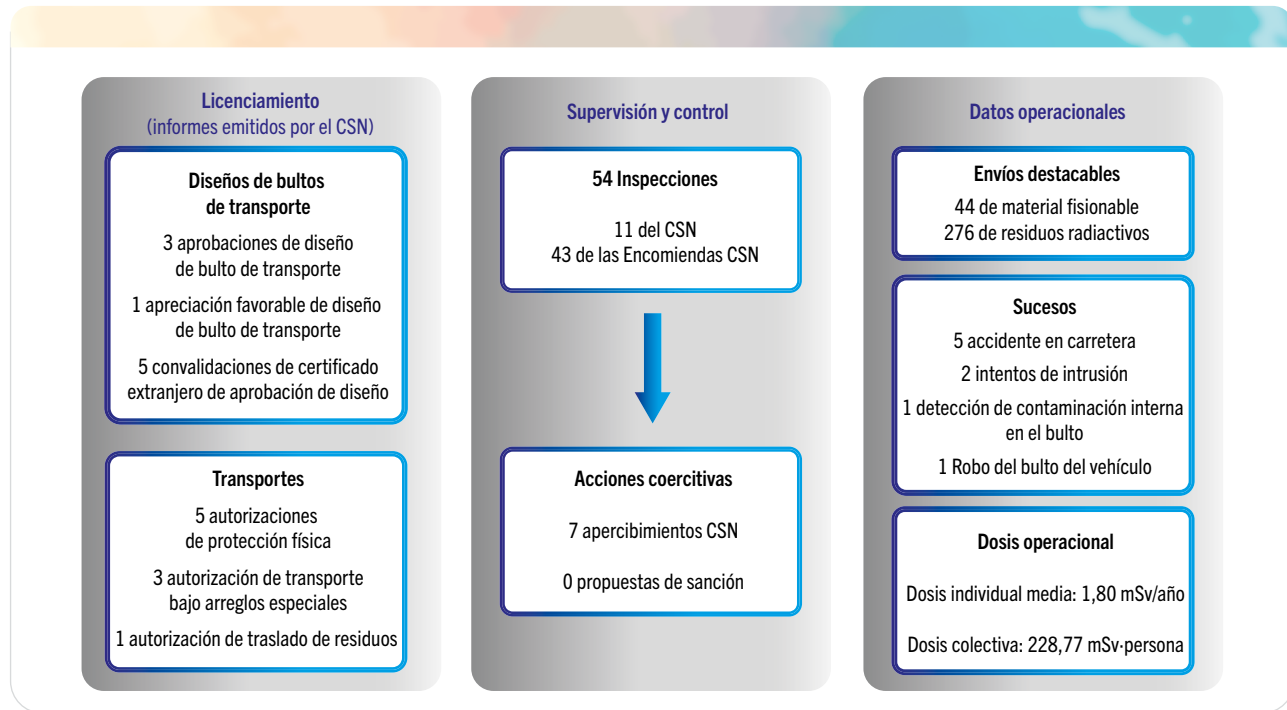 Licenciamiento
(informes emitidos por el CSN)
Diseños de bultos
de transporte
3 aprobaciones de diseño
de bulto de transporte
1 apreciación favorable de diseño
de bulto de transporte
5 convalidaciones de certificado
extranjero de aprobación de diseño
Transportes
5 autorizaciones
de protección física
3 autorización de transporte
bajo arreglos especiales
1 autorización de traslado de residuos
Supervisión y control
54 Inspecciones
11 del CSN
43 de las Encomiendas CSN
Acciones coercitivas
7 apercibimientos CSN
0 propuestas de sanción
Datos operacionales
Envíos destacables
44 de material fisionable
276 de residuos radiactivos
Sucesos
5 accidente en carretera
2 intentos de intrusión
1 detección de contaminación interna
en el bulto
1 Robo del bulto del vehículo
Dosis operacional
Dosis individual media: 1,80 mSv/año
Dosis colectiva: 228,77 mSv·persona